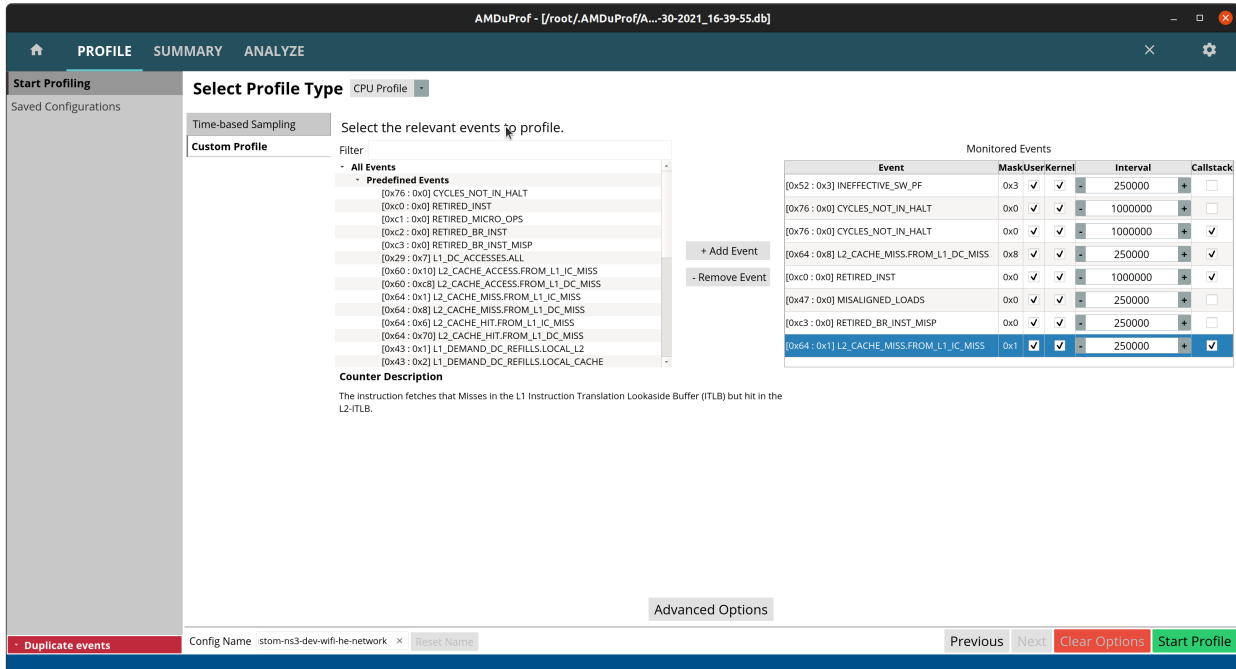 AMDuProf - [/root/.AMDuProf/A...-30-2021_16-39-55.db]
PROFILE SUMMARY ANALYZE
Start Profiling
Saved Configurations
Select Profile Type CPU Profile
Time-based Sampling
Custom Profile
Select the relevant events to profile.
Filter
All Events
Predefined Events
[0x76 : 0x0] CYCLES_NOT_IN_HALT
[0xc0 : 0x0] RETIRED_INST
[0xc1 : 0x0] RETIRED_MICRO_OPS
[0xc2 : 0x0] RETIRED_BR_INST
[0xc3 : 0x0] RETIRED_BR_INST_MISP
[0x29 : 0x7] L1_DC_ACCESSES.ALL
[0x60 : 0x10] L2_CACHE_ACCESS.FROM_L1_IC_MISS
[0x60 : 0xc8] L2_CACHE_ACCESS.FROM_L1_DC_MISS
[0x64 : 0x1] L2_CACHE_MISS.FROM_L1_IC_MISS
[0x64 : 0x8] L2_CACHE_MISS.FROM_L1_DC_MISS
[0x64 : 0x6] L2_CACHE_HIT.FROM_L1_IC_MISS
[0x64 : 0x70] L2_CACHE_HIT.FROM_L1_DC_MISS
[0x43 : 0x1] L1_DEMAND_DC_REFILLS.LOCAL_L2
[0x43 : 0x2] L1_DEMAND_DC_REFILLS.LOCAL_CACHE
Counter Description
The instruction fetches that Misses in the L1 Instruction Translation Lookaside Buffer (ITLB) but hit in the
L2-ITLB.
+ Add Event
- Remove Event
Monitored Events
Event Mask User Kernel Interval Callstack
[0x52 : 0x3] INEFFECTIVE_SW_PF 0x3 - 250000 +
[0x76 : 0x0] CYCLES_NOT_IN_HALT 0x0 - 1000000 +
[0x76 : 0x0] CYCLES_NOT_IN_HALT 0x0 - 1000000 +
[0x64 : 0x8] L2_CACHE_MISS.FROM_L1_DC_MISS 0x8 - 250000 +
[0xc0 : 0x0] RETIRED_INST 0x0 - 1000000 +
[0x47 : 0x0] MISALIGNED_LOADS 0x0 - 250000 +
[0xc3 : 0x0] RETIRED_BR_INST_MISP 0x0 - 250000 +
[0x64 : 0x1] L2_CACHE_MISS.FROM_L1_IC_MISS 0x1 - 250000 +
Advanced Options
Duplicate events
Config Name stom-ns3-dev-wifi-he-network × Reset Name
Previous Next Clear Options Start Profile